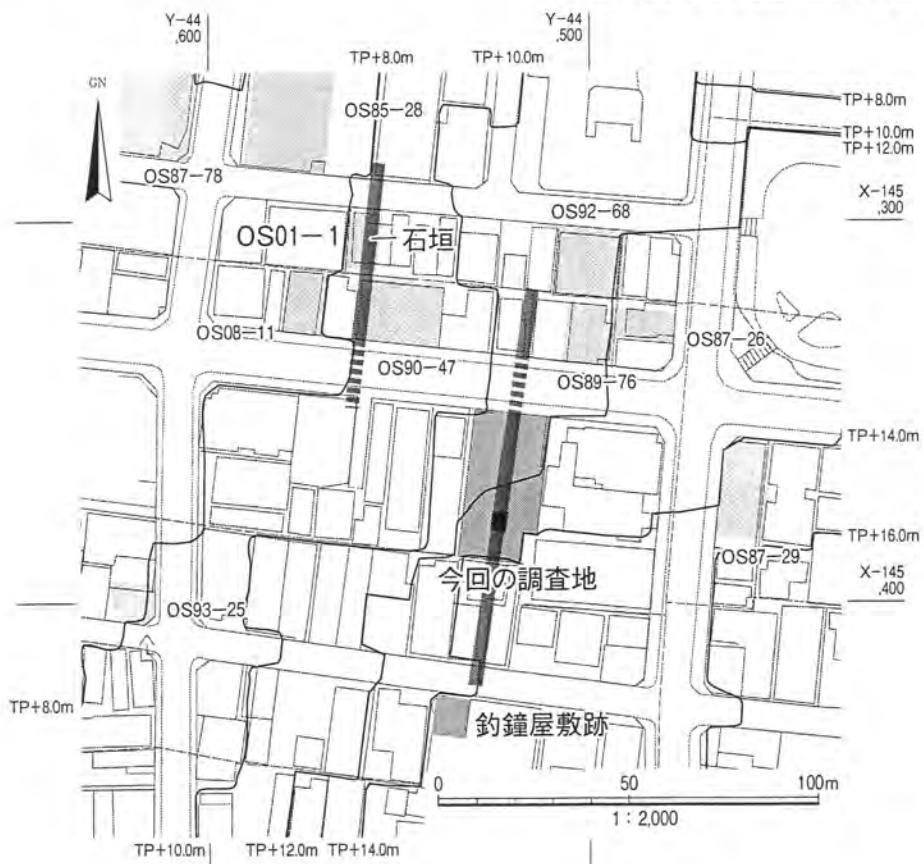 Y-44
,600
Y-44
,500
TP+8.0m
TP+10.0m
GN
OS85-28
TP+8.0m
TP+10.0m
TP+12.0m
OS87-78
X-145
,300
OS92-68
OS01-1
石垣
OS08-11
OS90-47
OS89-76
OS87-26
TP+14.0m
TP+16.0m
OS87-29
今回の調査地
X-145
,400
OS93-25
TP+8.0m
釣鐘屋敷跡
0
50
100m
1:2,000
TP+10.0m
TP+12.0m
TP+14.0m